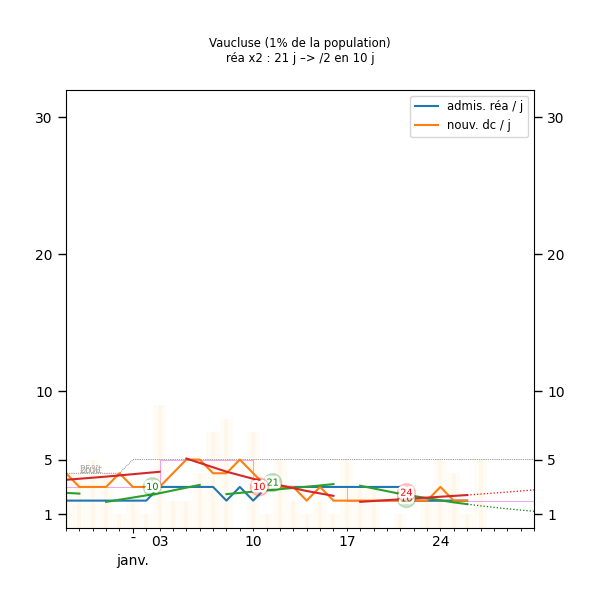 Vaucluse (1% de la population)
réa x2 : 21 j –> /2 en 10 j
admis. réa / j
nouv. dc / j
30 30
20 20
10 10
5 5
1 1
10
10
21
24
- 03 10 17 24
janv.